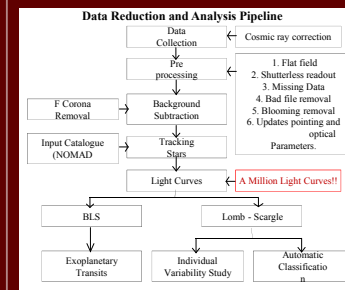 Data Reduction and Analysis Pipeline
Data
Collection
Cosmic ray correction
Pre
processing
1. Flat field
2. Shutterless readout
3. Missing Data
4. Bad file removal
5. Blooming removal
6. Updates pointing and
optical
Parameters.
F Corona
Removal
Background
Subtraction
Input Catalogue
(NOMAD
Tracking
Stars
Light Curves
A Million Light Curves!!
BLS
Lomb - Scargle
Exoplanetary
Transits
Individual
Variability Study
Automatic
Classificatio
n